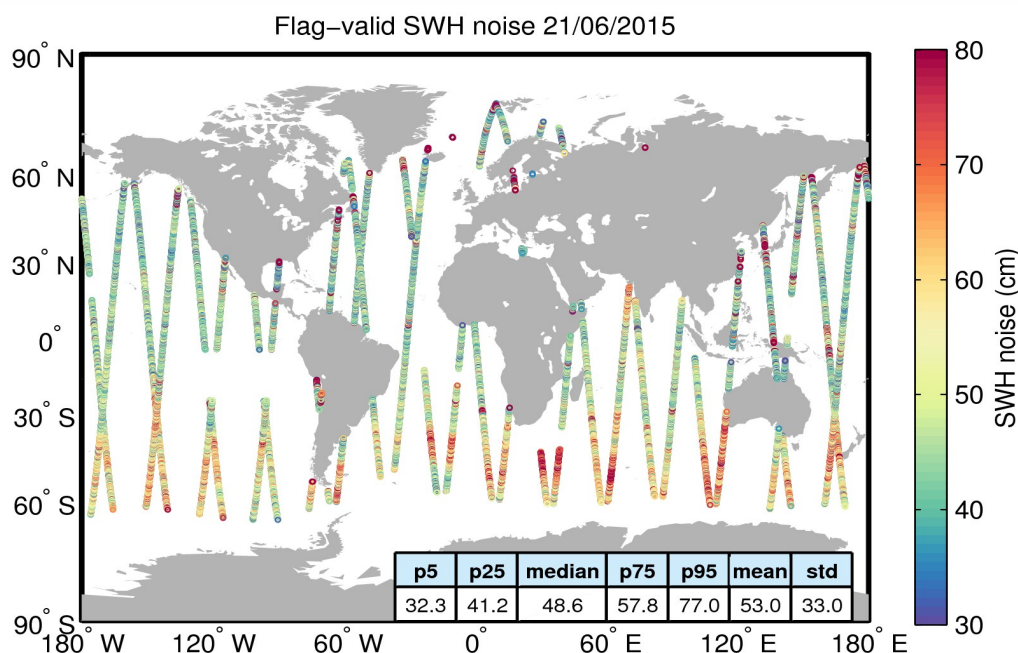 Flag−valid SWH noise 21/06/2015
90° N
60° N
30° N
0°
30° S
60° S
90° S
180° W
120° W
60° W
0°
60° E
120° E
180° E
80
70
60
50
40
30
SWH noise (cm)
p5 p25 median p75 p95 mean std
32.3 41.2 48.6 57.8 77.0 53.0 33.0